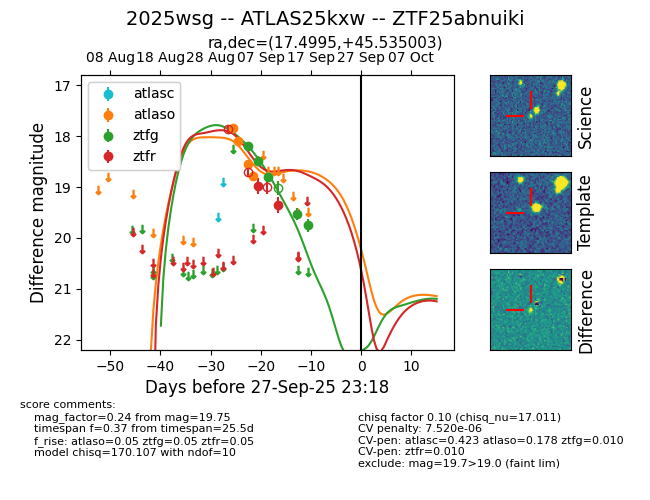 2025wsg -- ATLAS25kxw -- ZTF25abnuiki
ra,dec=(17.4995,+45.535003)
08 Aug 18 Aug 28 Aug 07 Sep 17 Sep 27 Sep 07 Oct
atlasc
atlaso
ztfg
ztfr
17
18
19
20
21
22
Difference magnitude
−50 −40 −30 −20 −10 0 10
Days before 27-Sep-25 23:18
Science
Template
Difference
score comments:
mag_factor=0.24 from mag=19.75
timespan f=0.37 from timespan=25.5d
f_rise: atlaso=0.05 ztfg=0.05 ztfr=0.05
model chisq=170.107 with ndof=10
chisq factor 0.10 (chisq_nu=17.011)
CV penalty: 7.520e-06
CV-pen: atlasc=0.423 atlaso=0.178 ztfg=0.010
CV-pen: ztfr=0.010
exclude: mag=19.7>19.0 (faint lim)